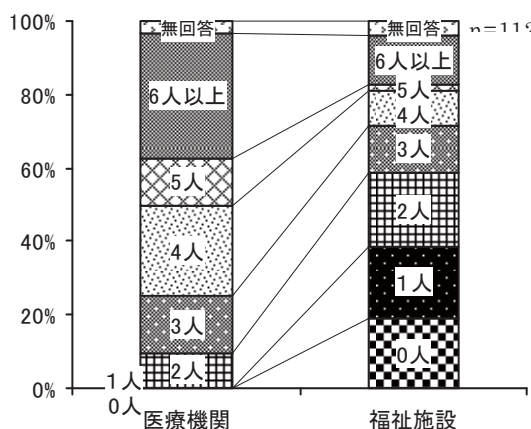 100%
80%
60%
40%
20%
0%
無回答
6人以上
5人
4人
3人
2人
1人
0人
医療機関
無回答
6人以上
5人
4人
3人
2人
1人
0人
福祉施設